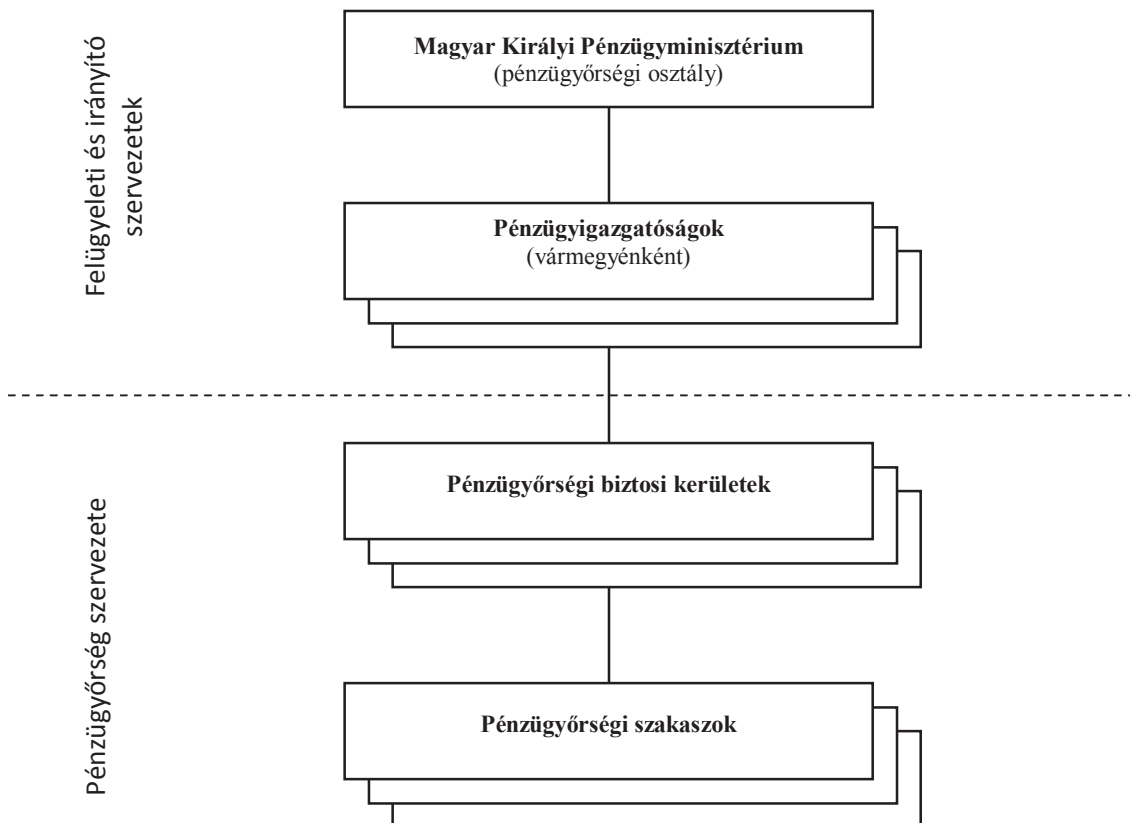 Felügyeleti és irányító
szervezetek
Magyar Királyi Pénzügyminisztérium
(pénzügyőrségi osztály)
Pénzügyigazgatóságok
(vármegyénként)
Pénzügyőrség szervezete
Pénzügyőrségi biztosi kerületek
Pénzügyőrségi szakaszok